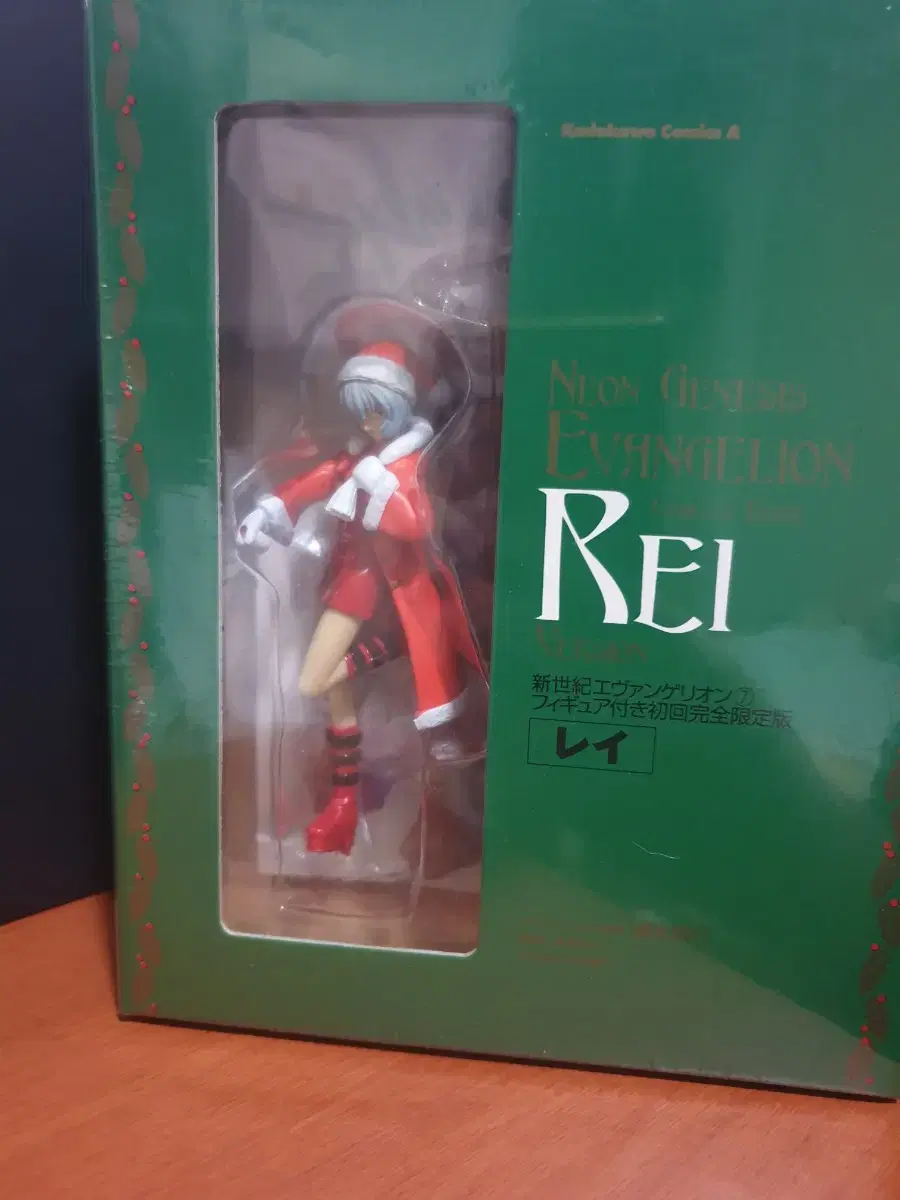 Kadokawa Comics A
NEON GENESIS
EVANGELION
REI
VERSION
新世紀エヴァンゲリオン⑦
フィギュア付き初回完全限定版
レイ